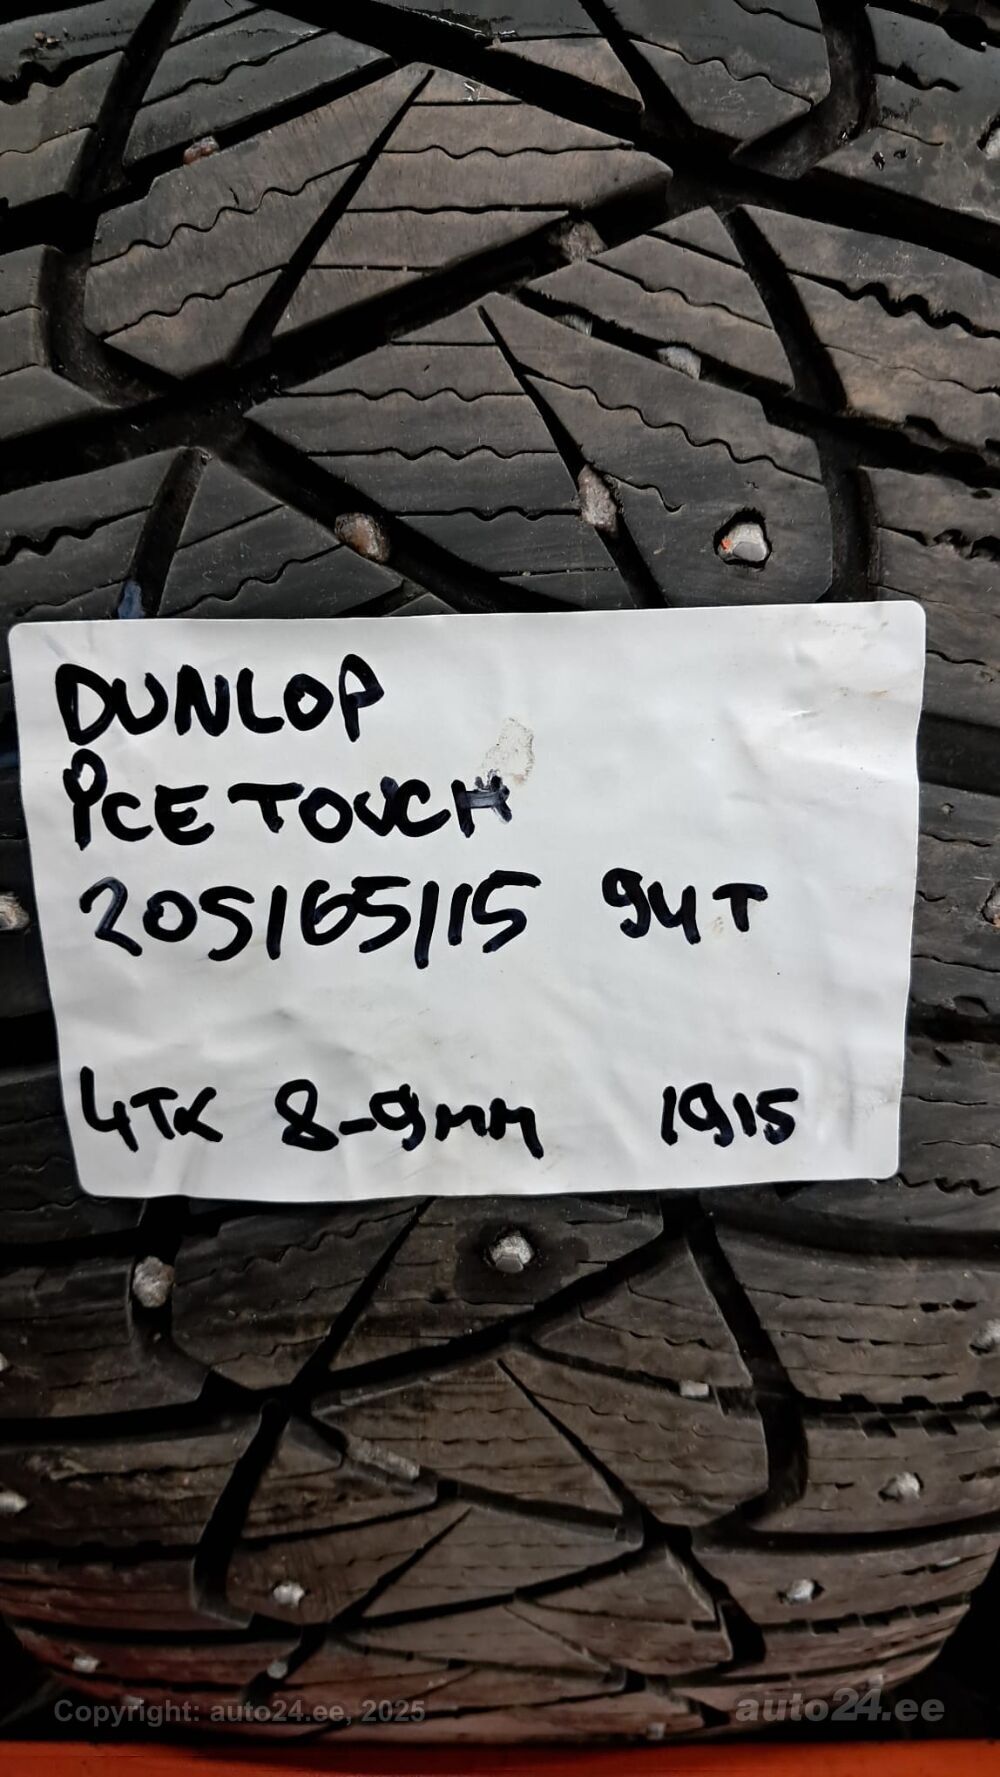 DUNLOP
ICE TOUCH
205/65/15 94T
4TK 8-9MM 1915
Copyright: auto24.ee, 2025
auto24.ee